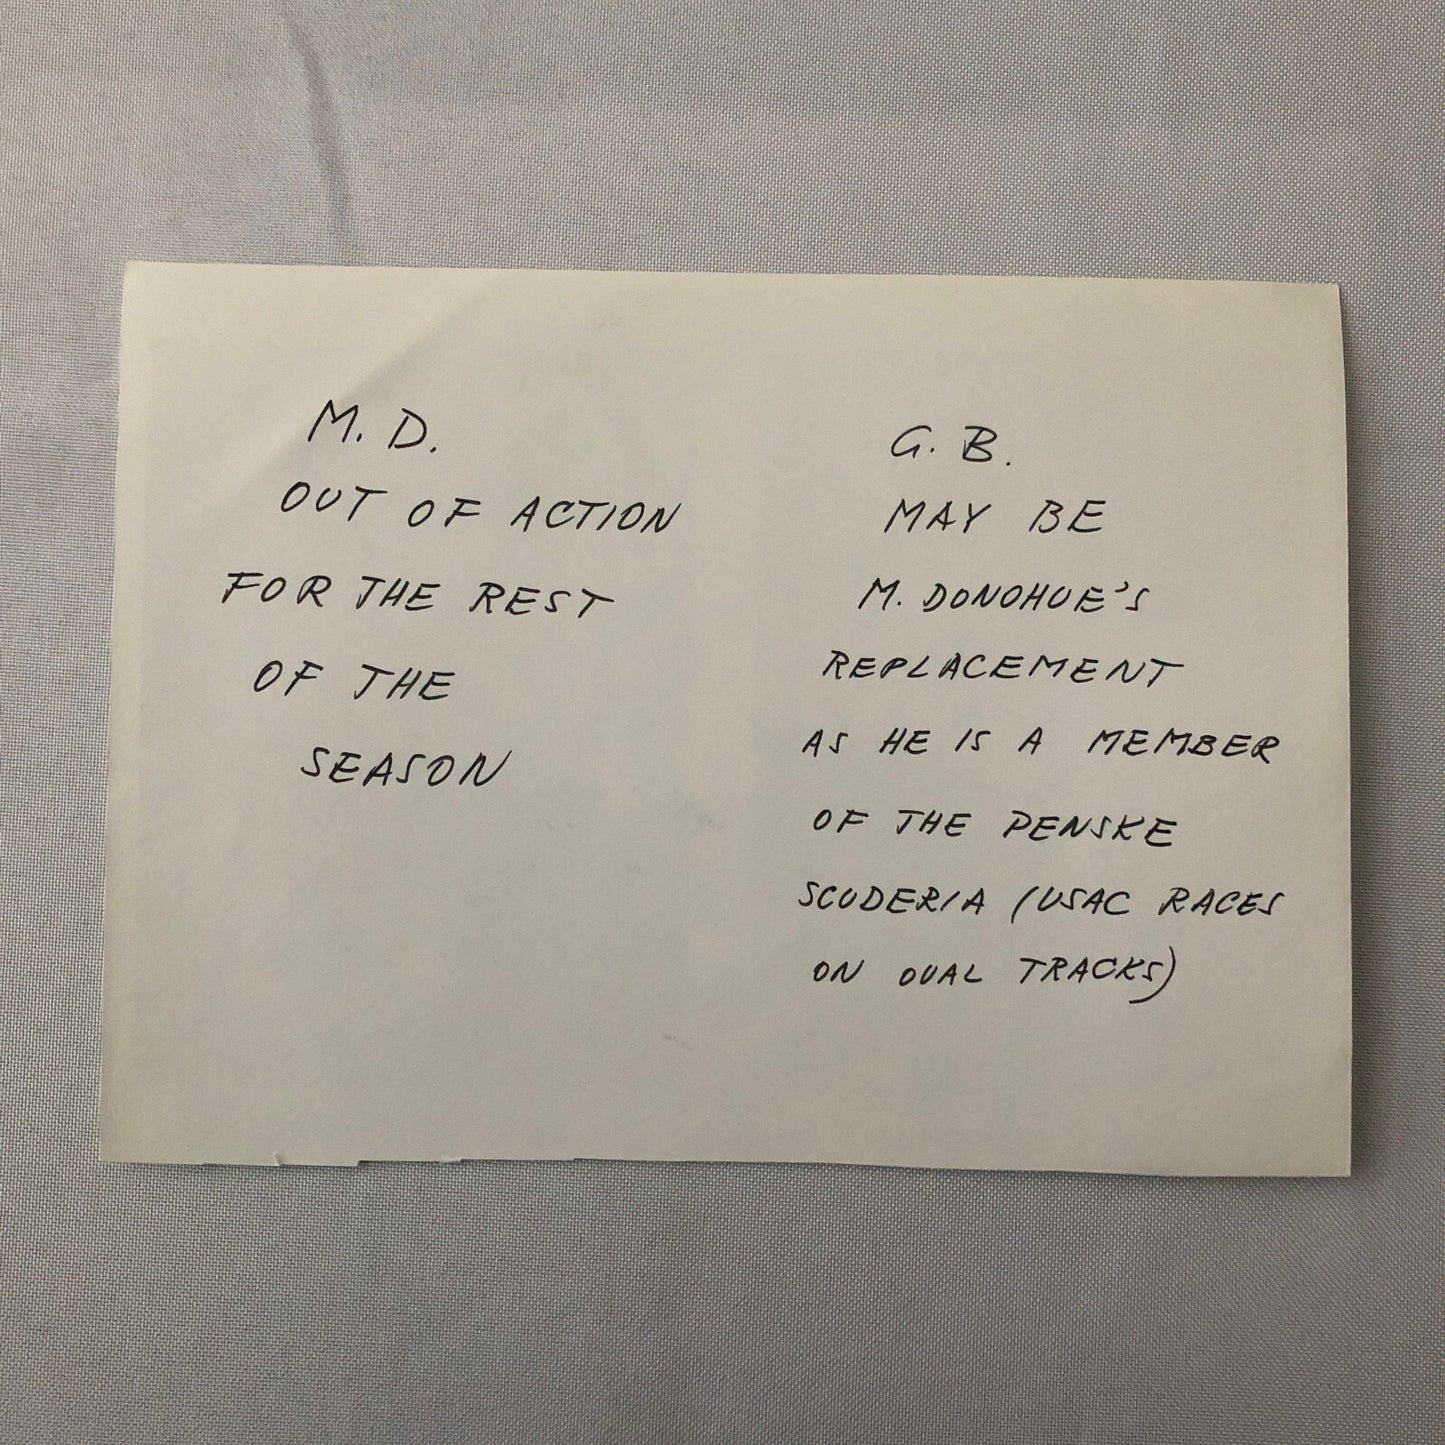 M. D.
OUT OF ACTION
FOR THE REST
OF THE
SEASON
G. B.
MAY BE
M. DONOHUE'S
REPLACEMENT
AS HE IS A MEMBER
OF THE PENSKE
SCUDERIA (USAC RACES
ON OVAL TRACKS)